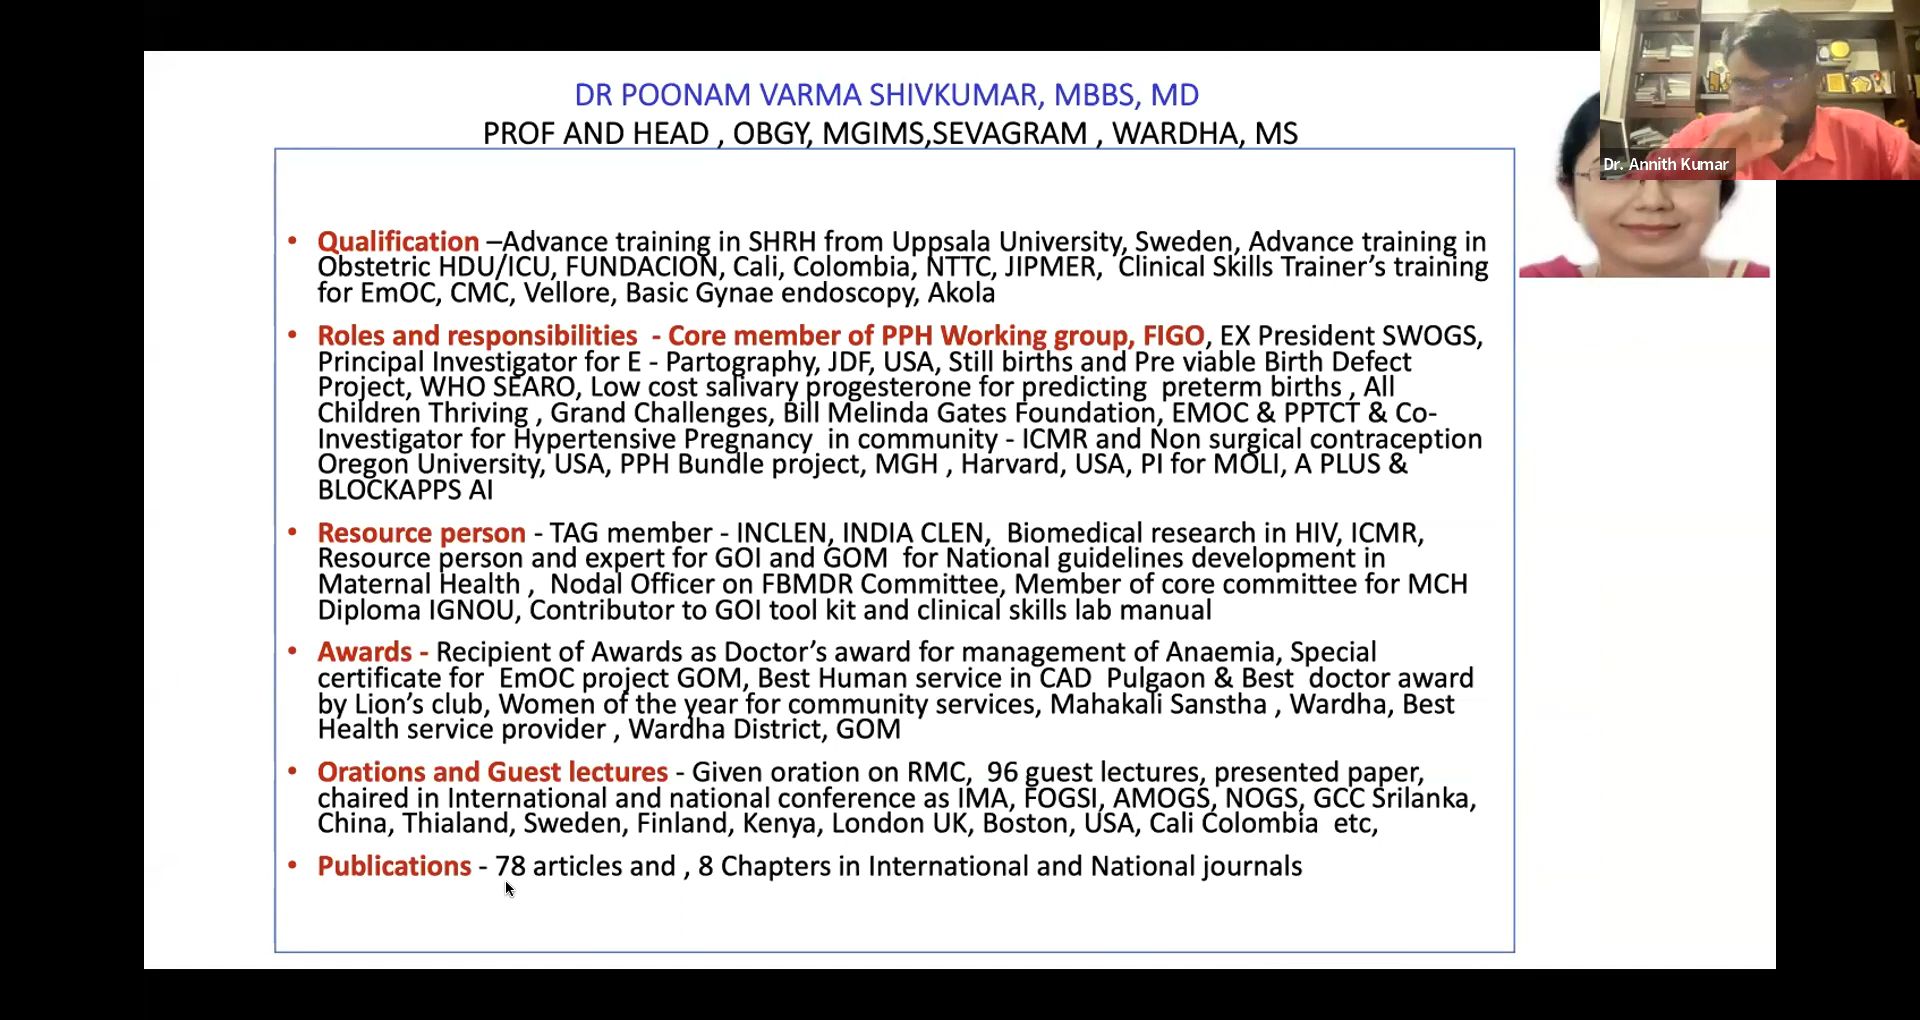 DR POONAM VARMA SHIVKUMAR, MBBS, MD
PROF AND HEAD , OBGY, MGIMS,SEVAGRAM , WARDHA, MS
Dr. Annith Kumar
• Qualification –Advance training in SHRH from Uppsala University, Sweden, Advance training in
Obstetric HDU/ICU, FUNDACION, Cali, Colombia, NTTC, JIPMER, Clinical Skills Trainer’s training
for EmOC, CMC, Vellore, Basic Gynae endoscopy, Akola
• Roles and responsibilities - Core member of PPH Working group, FIGO, EX President SWOGS,
Principal Investigator for E - Partography, JDF, USA, Still births and Pre viable Birth Defect
Project, WHO SEARO, Low cost salivary progesterone for predicting preterm births , All
Children Thriving , Grand Challenges, Bill Melinda Gates Foundation, EMOC & PPTCT & Co-
Investigator for Hypertensive Pregnancy in community - ICMR and Non surgical contraception
Oregon University, USA, PPH Bundle project, MGH , Harvard, USA, PI for MOLI, A PLUS &
BLOCKAPPS AI
• Resource person - TAG member - INCLEN, INDIA CLEN, Biomedical research in HIV, ICMR,
Resource person and expert for GOI and GOM for National guidelines development in
Maternal Health , Nodal Officer on FBMDR Committee, Member of core committee for MCH
Diploma IGNOU, Contributor to GOI tool kit and clinical skills lab manual
• Awards - Recipient of Awards as Doctor’s award for management of Anaemia, Special
certificate for EmOC project GOM, Best Human service in CAD Pulgaon & Best doctor award
by Lion’s club, Women of the year for community services, Mahakali Sanstha , Wardha, Best
Health service provider , Wardha District, GOM
• Orations and Guest lectures - Given oration on RMC, 96 guest lectures, presented paper,
chaired in International and national conference as IMA, FOGSI, AMOGS, NOGS, GCC Srilanka,
China, Thialand, Sweden, Finland, Kenya, London UK, Boston, USA, Cali Colombia etc,
• Publications - 78 articles and , 8 Chapters in International and National journals